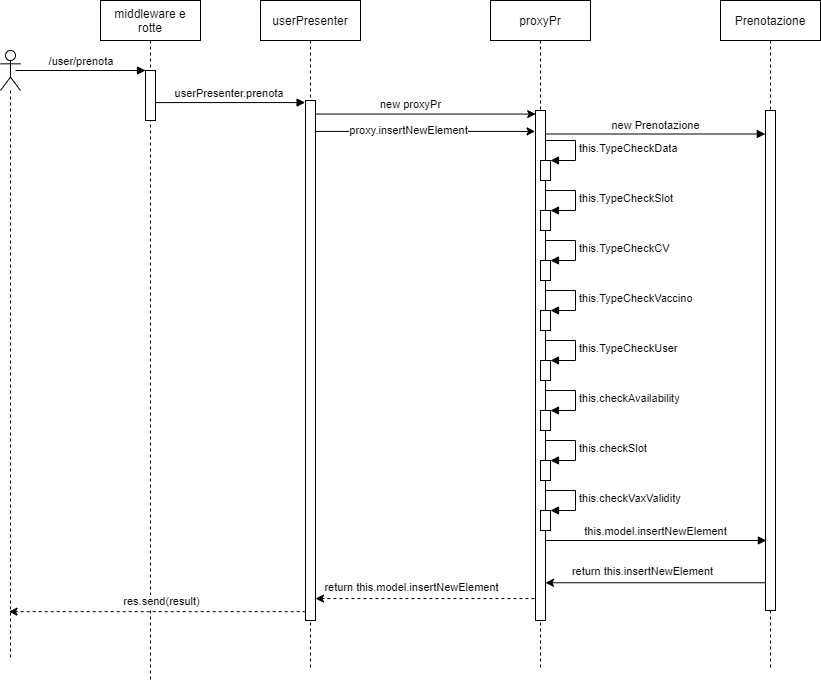 middleware e
rotte
userPresenter
proxyPr
Prenotazione
/user/prenota
userPresenter.prenota
new proxyPr
proxy.insertNewElement
new Prenotazione
this.TypeCheckData
this.TypeCheckSlot
this.TypeCheckCV
this.TypeCheckVaccino
this.TypeCheckUser
this.checkAvailability
this.checkSlot
this.checkVaxValidity
this.model.insertNewElement
return this.insertNewElement
return this.model.insertNewElement
res.send(result)